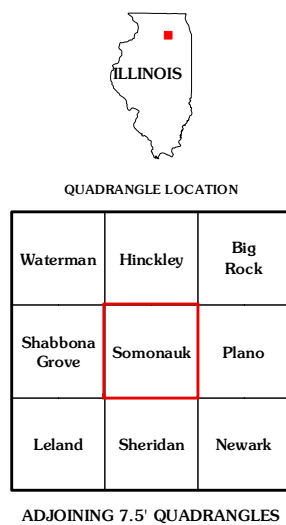 ILLINOIS
QUADRANGLE LOCATION
Waterman
Hinckley
Big
Rock
Shabbona
Grove
Somonauk
Plano
Leland
Sheridan
Newark
ADJOINING 7.5' QUADRANGLES